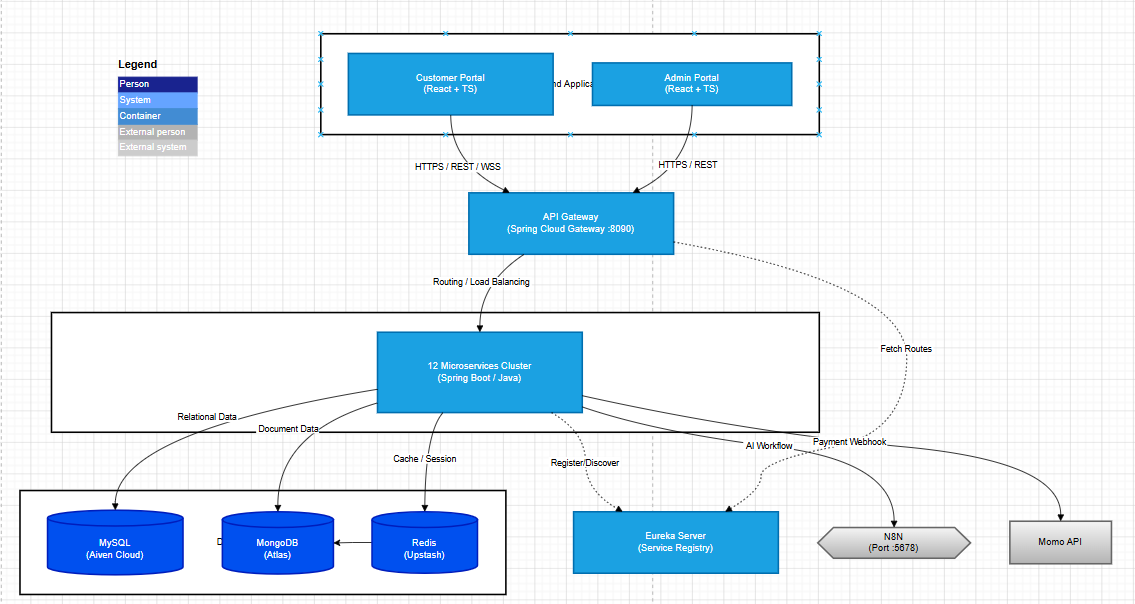 Legend
Person
System
Container
External person
External system
Customer Portal
(React + TS)
nd Applica
Admin Portal
(React + TS)
HTTPS / REST / WSS
HTTPS / REST
API Gateway
(Spring Cloud Gateway :8090)
Routing / Load Balancing
Fetch Routes
12 Microservices Cluster
(Spring Boot / Java)
Relational Data
Document Data
Cache / Session
Register/Discover
AI Workflow
Payment Webhook
MySQL
(Aiven Cloud)
D
MongoDB
(Atlas)
Redis
(Upstash)
Eureka Server
(Service Registry)
N8N
(Port :5678)
Momo API